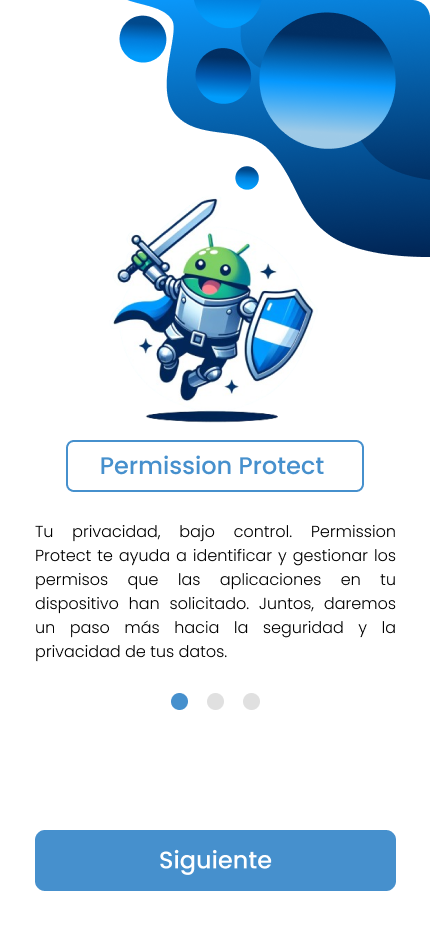 Permission Protect
Tu privacidad, bajo control. Permission
Protect te ayuda a identificar y gestionar los
permisos que las aplicaciones en tu
dispositivo han solicitado. Juntos, daremos
un paso más hacia la seguridad y la
privacidad de tus datos.
Siguiente